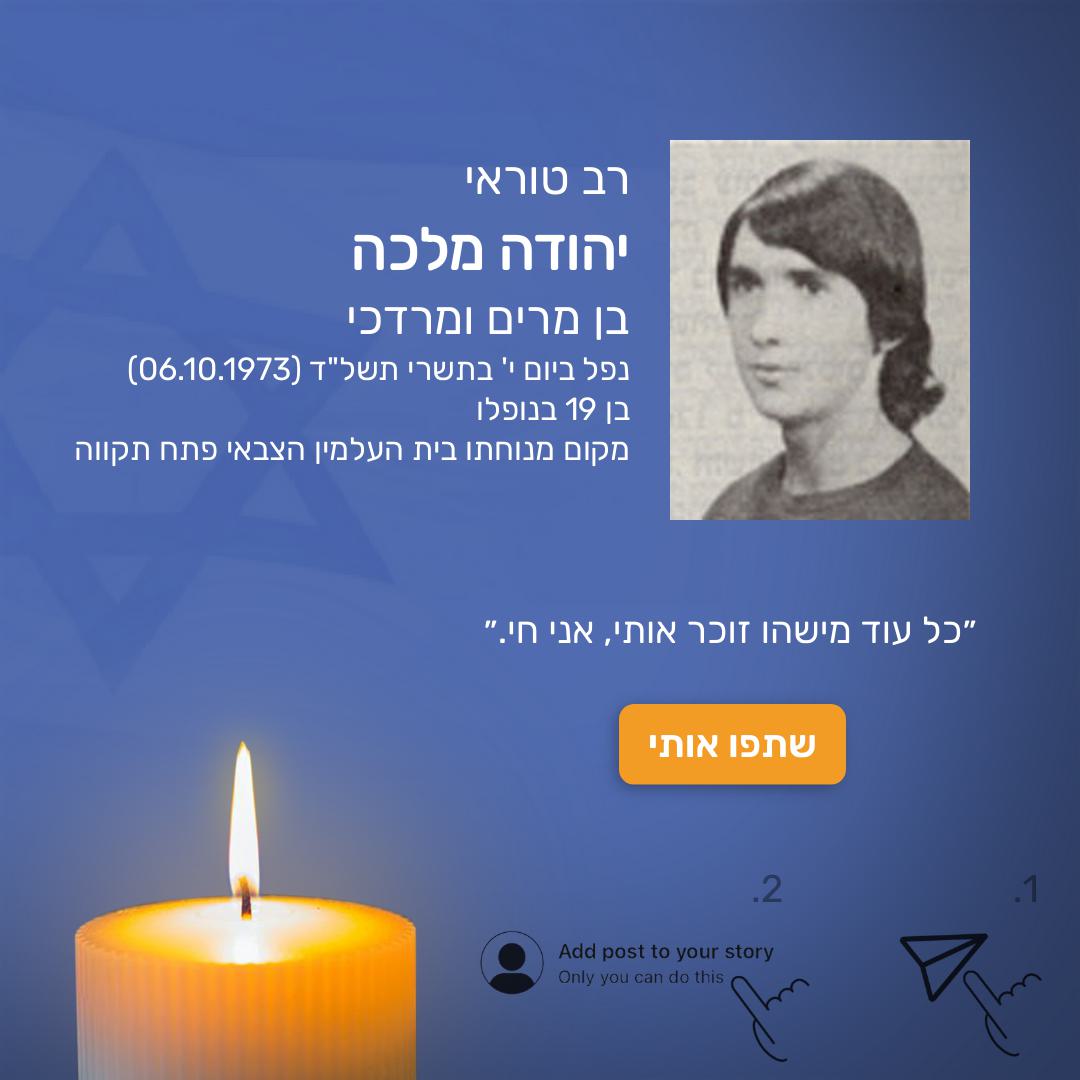 רב טוראי
יהודה מלכה
בן מרים ומרדכי
נפל ביום י' בתשרי תשל"ד (06.10.1973)
בן 19 בנופלו
מקום מנוחתו בית העלמין הצבאי פתח תקווה
״כל עוד מישהו זוכר אותי, אני חי.״
שתפו אותי
.1
.2
Add post to your story
Only you can do this